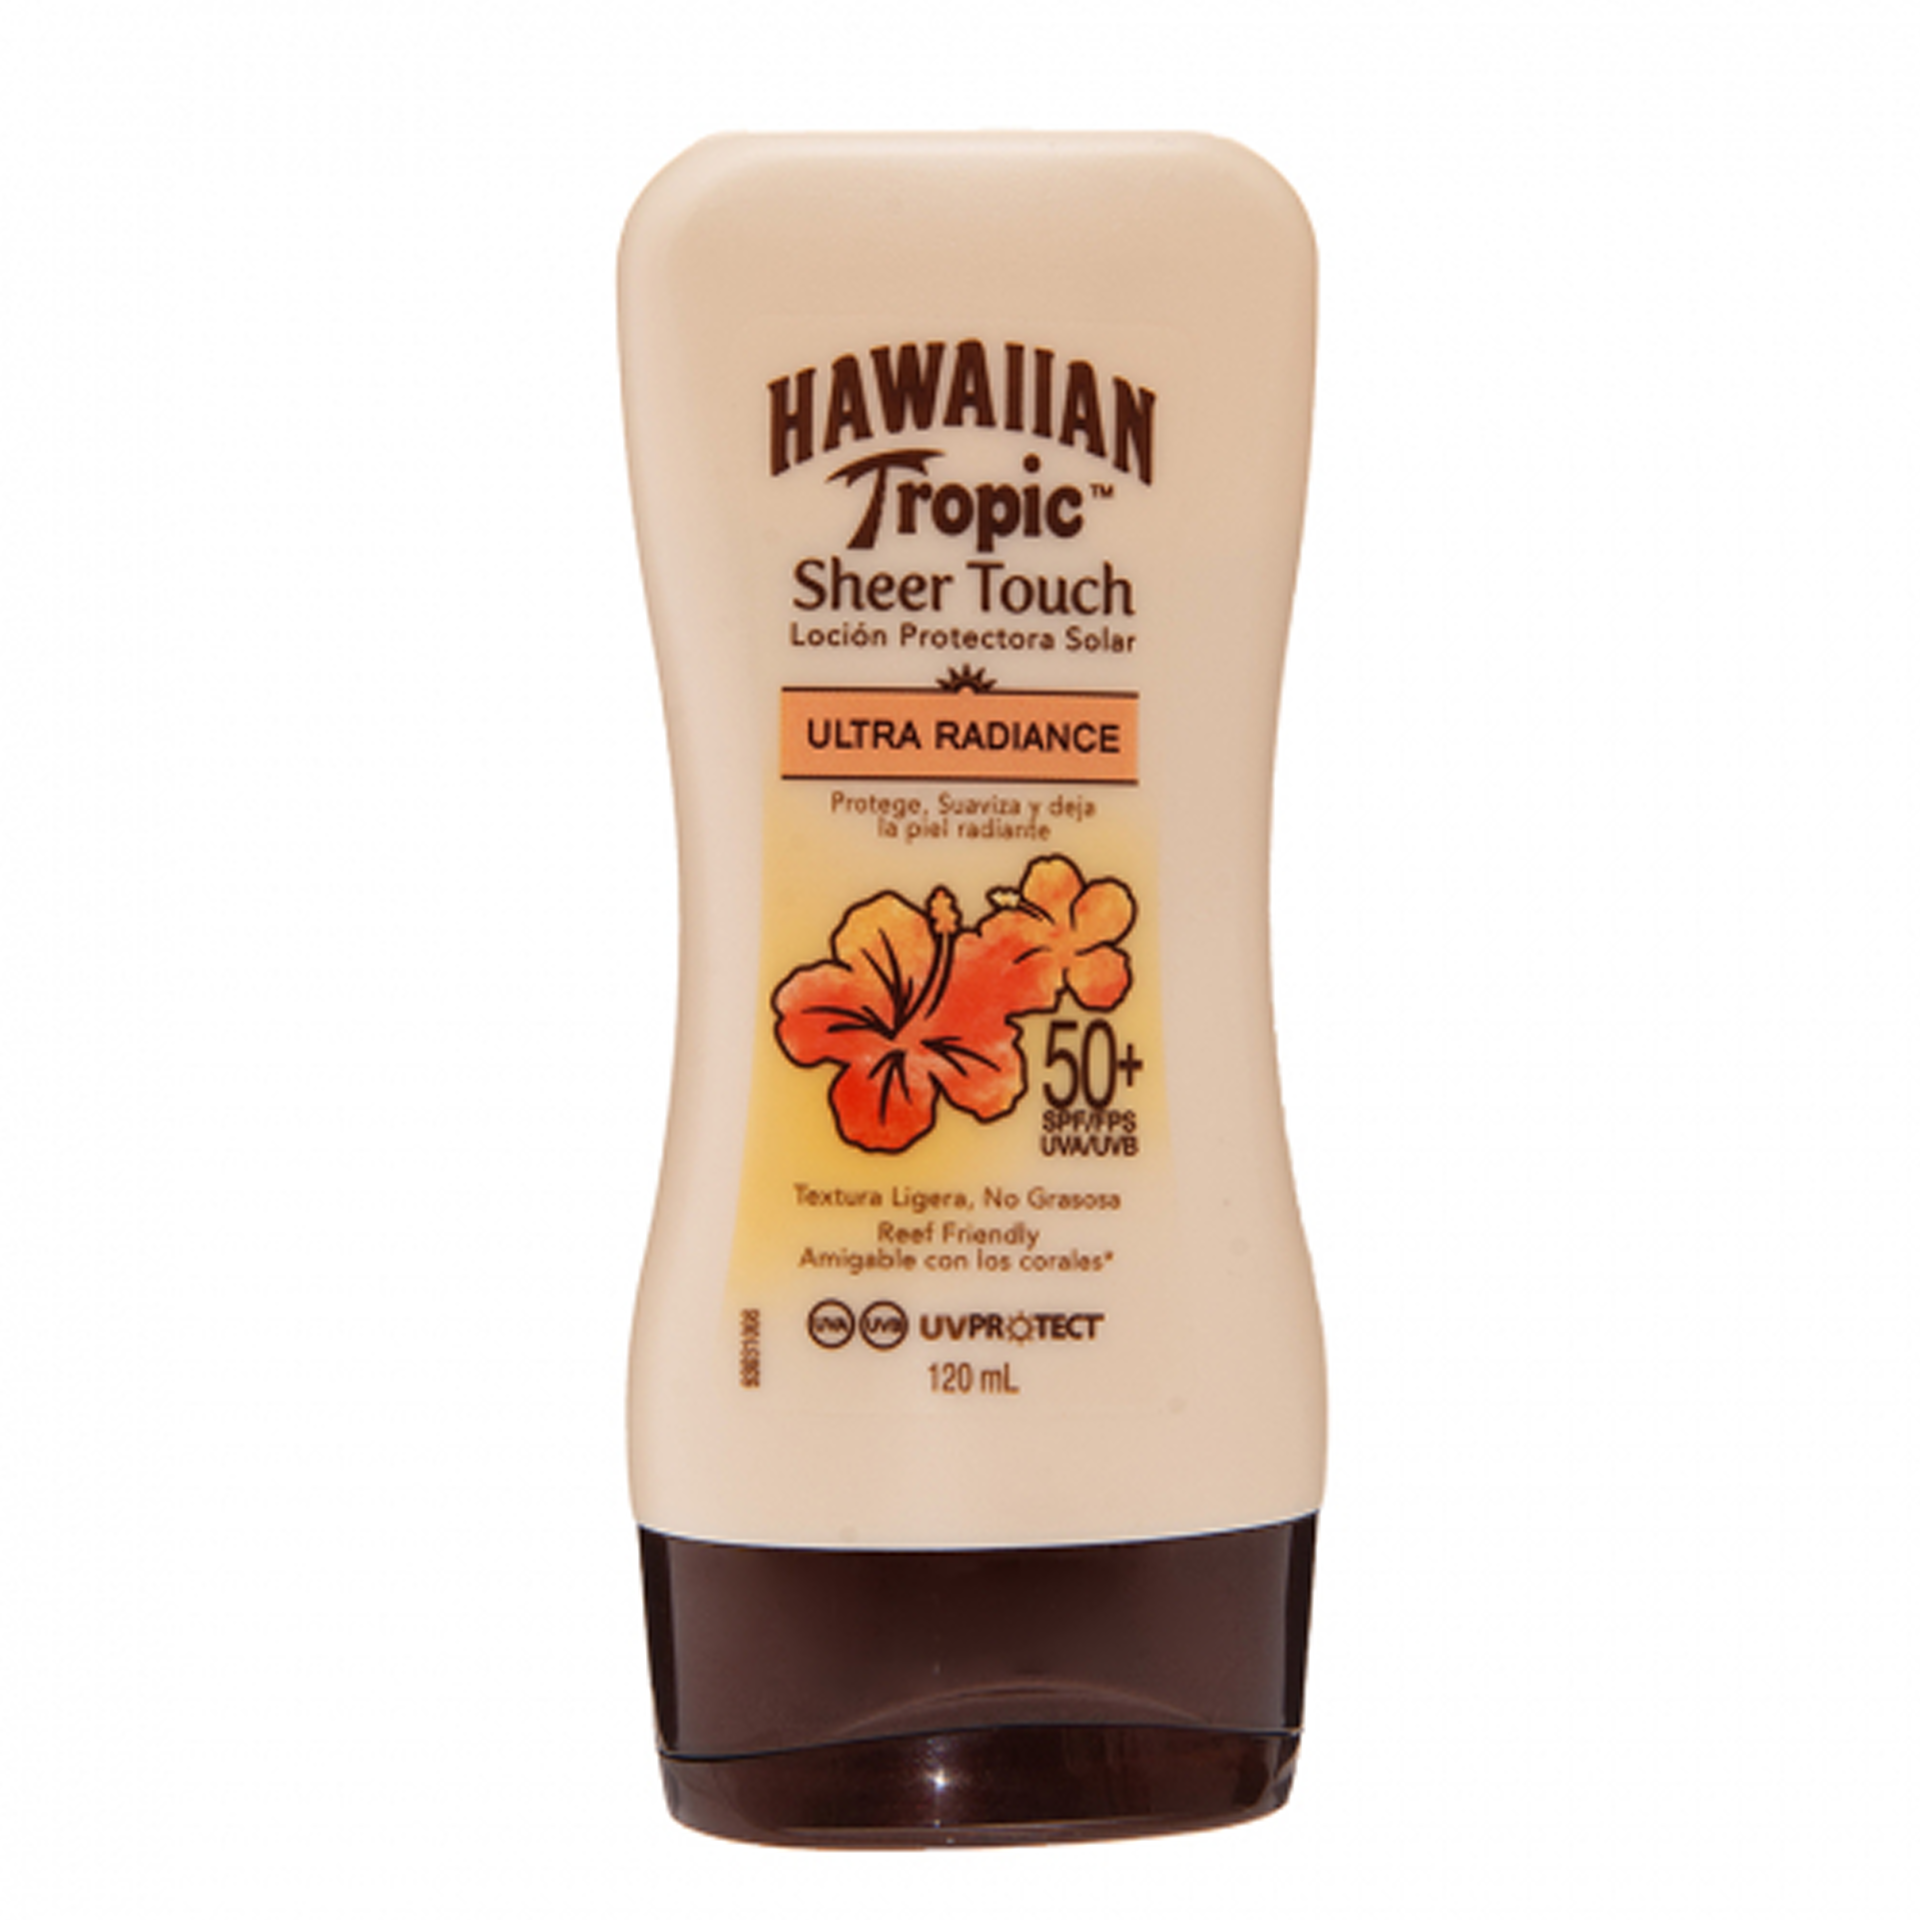 HAWAIIAN
Tropic™
Sheer Touch
Loción Protectora Solar
ULTRA RADIANCE
Protege, Suaviza y deja
la piel radiante
50+
SPF/FPS
UVA/UVB
Textura Ligera, No Grasosa
Reef Friendly
Amigable con los corales*
UVA UVB UVPROTECT
120 mL